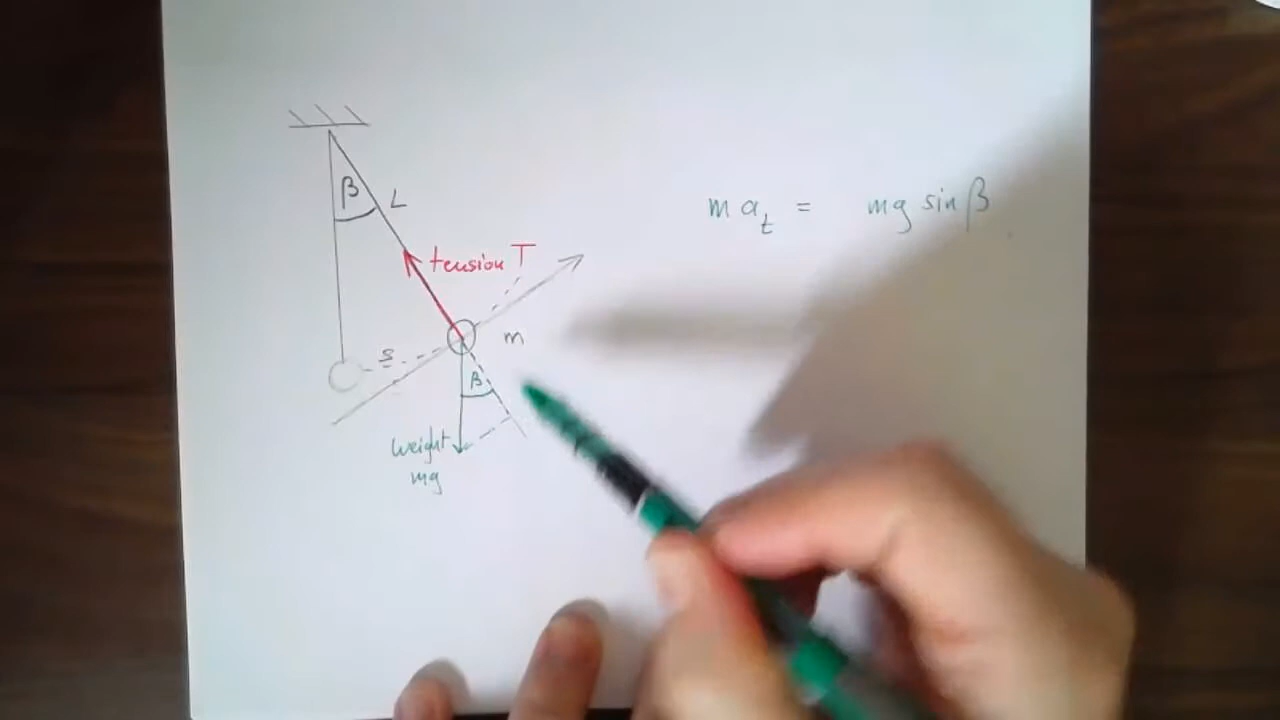 β
L
tension T
m a_t = mg sin β
s
m
β
weight
mg